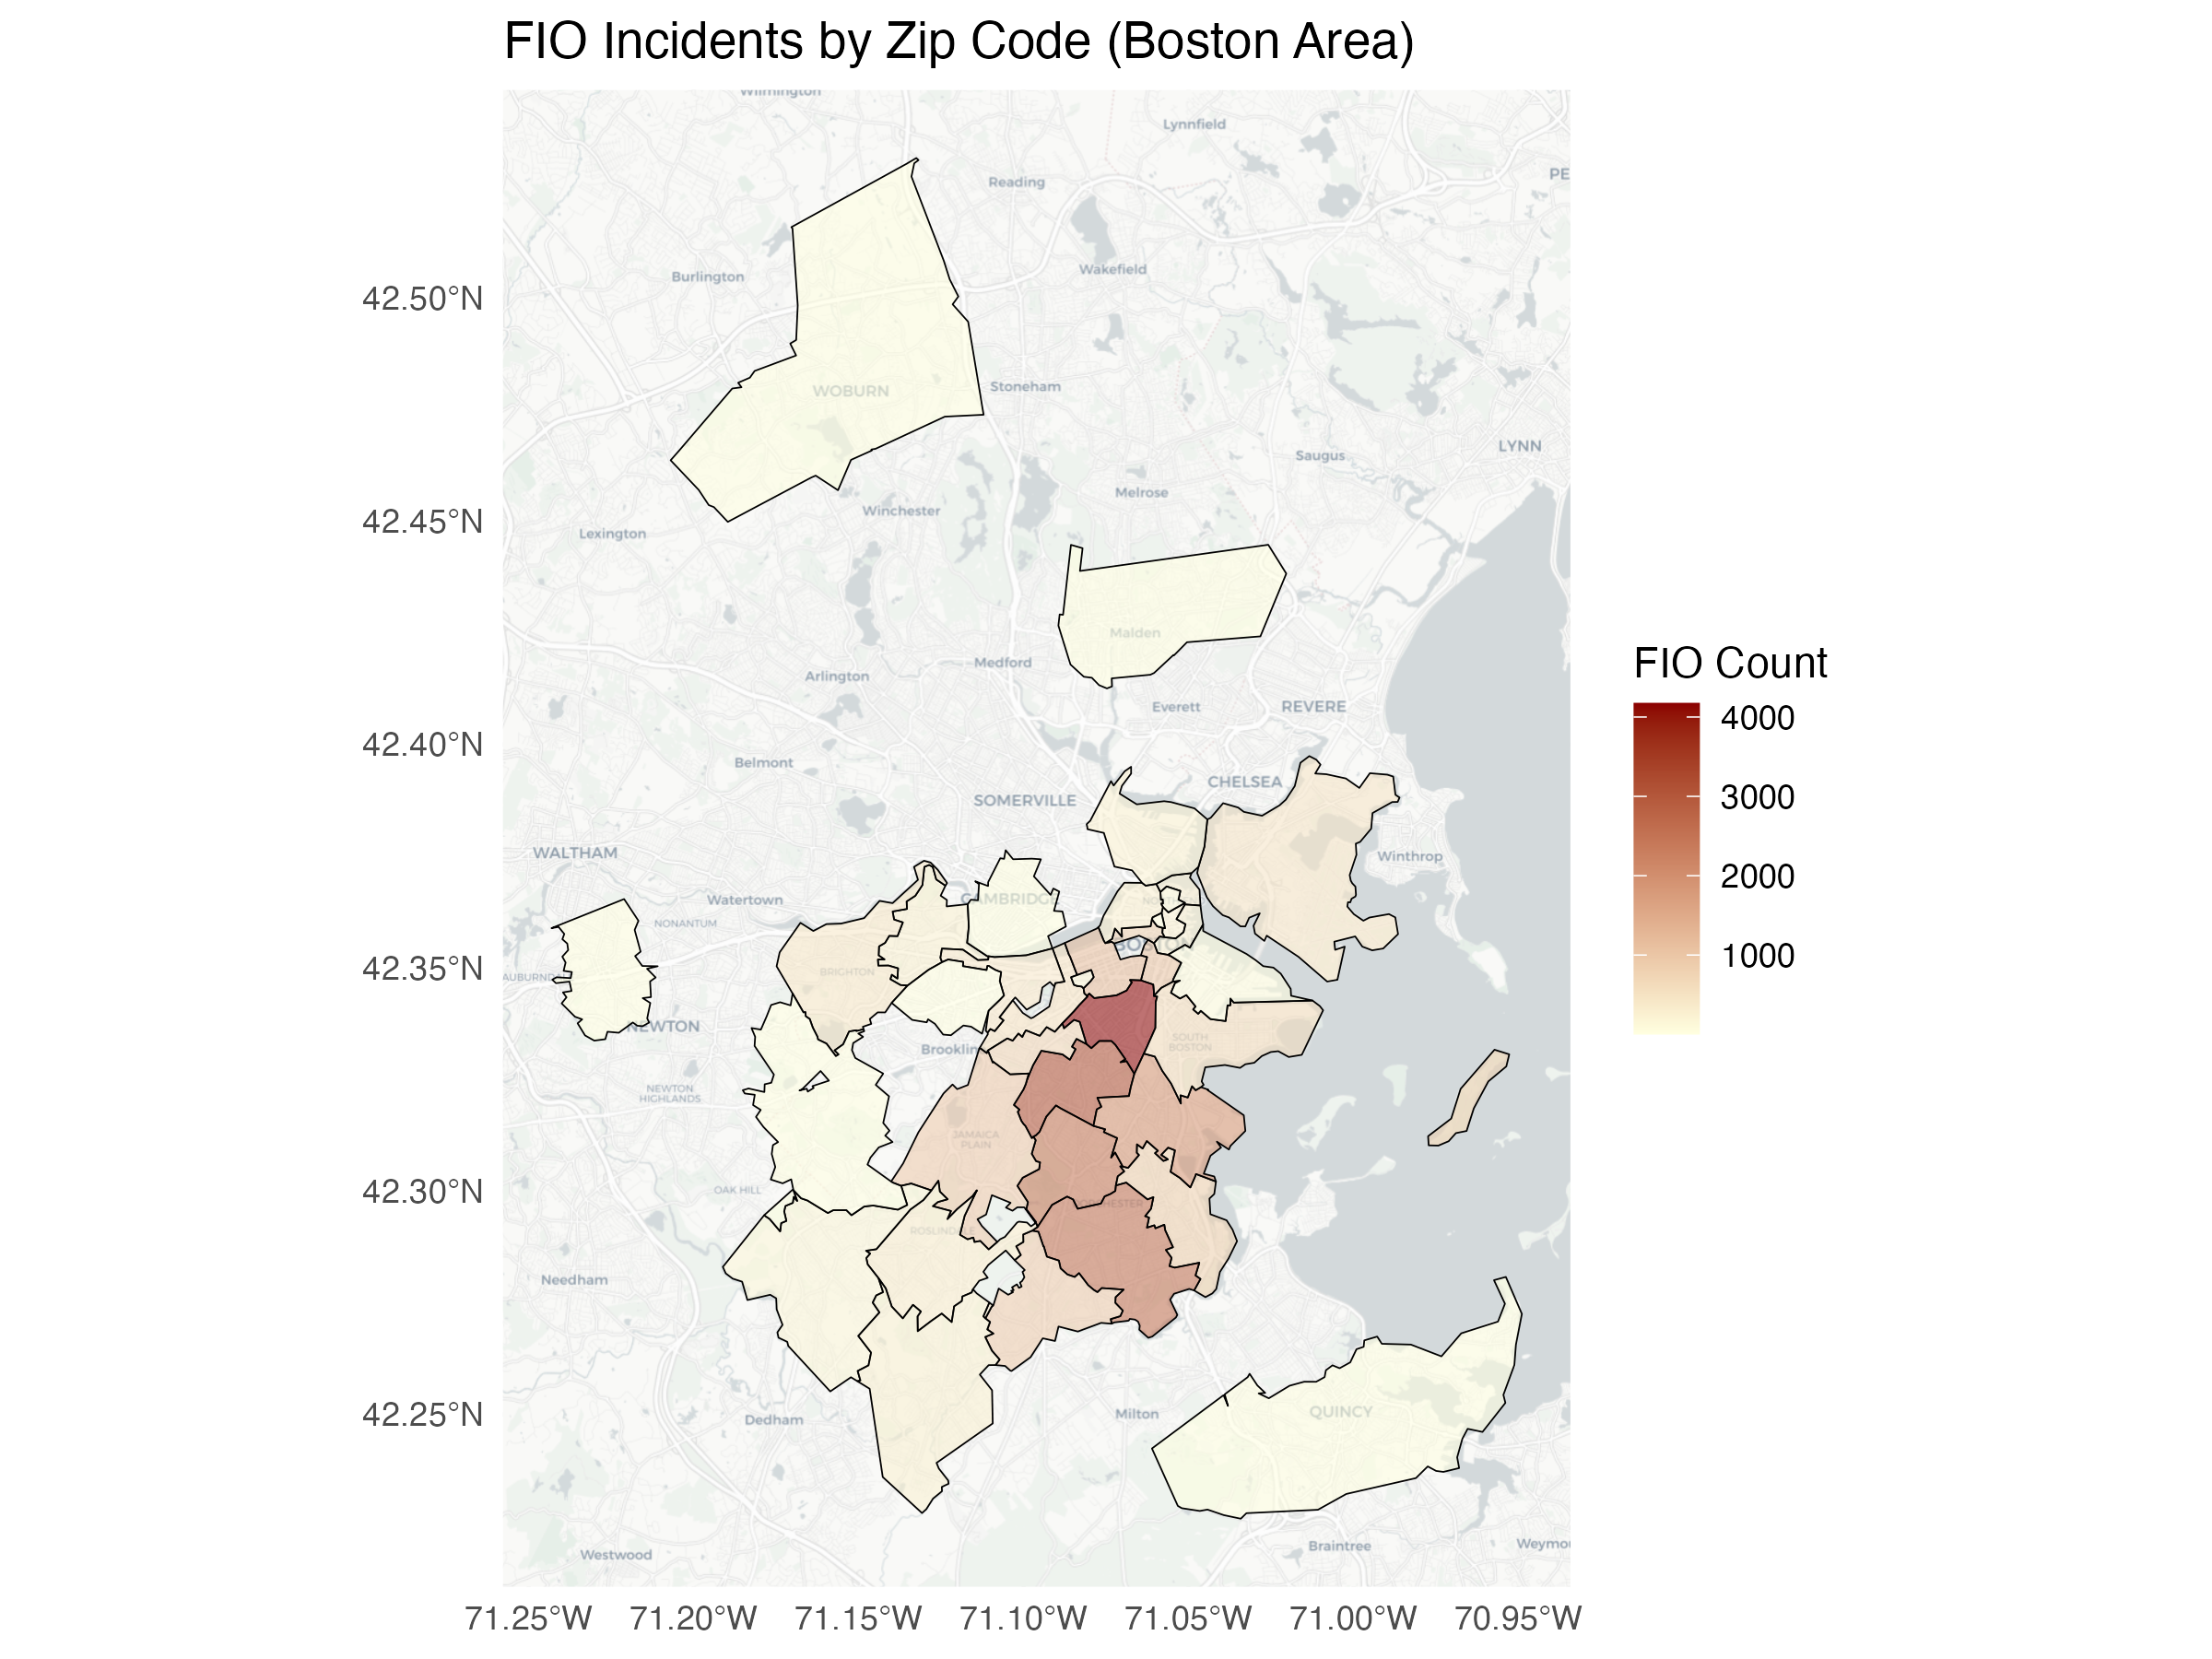 FIO Incidents by Zip Code (Boston Area)
Wilmington
Lynnfield
PE
Reading
Burlington
Wakefield
42.50°N
WOBURN
Stoneham
LYNN
Saugus
Melrose
Winchester
42.45°N
Lexington
Malden
Medford
Arlington
Everett
REVERE
42.40°N
Belmont
CHELSEA
SOMERVILLE
WALTHAM
Winthrop
Watertown
CAMBRIDGE
NONANTUM
BOSTON
42.35°N
AUBURNDA
BRIGHTON
NEWTON
SOUTH
BOSTON
Brooklin
NEWTON
HIGHLANDS
JAMAICA
PLAIN
42.30°N
OAK HILL
DORCHESTER
ROSLINDALE
Needham
42.25°N
Dedham
Milton
QUINCY
Westwood
Braintree
Weymou
71.25°W 71.20°W 71.15°W 71.10°W 71.05°W 71.00°W 70.95°W
FIO Count
4000
3000
2000
1000